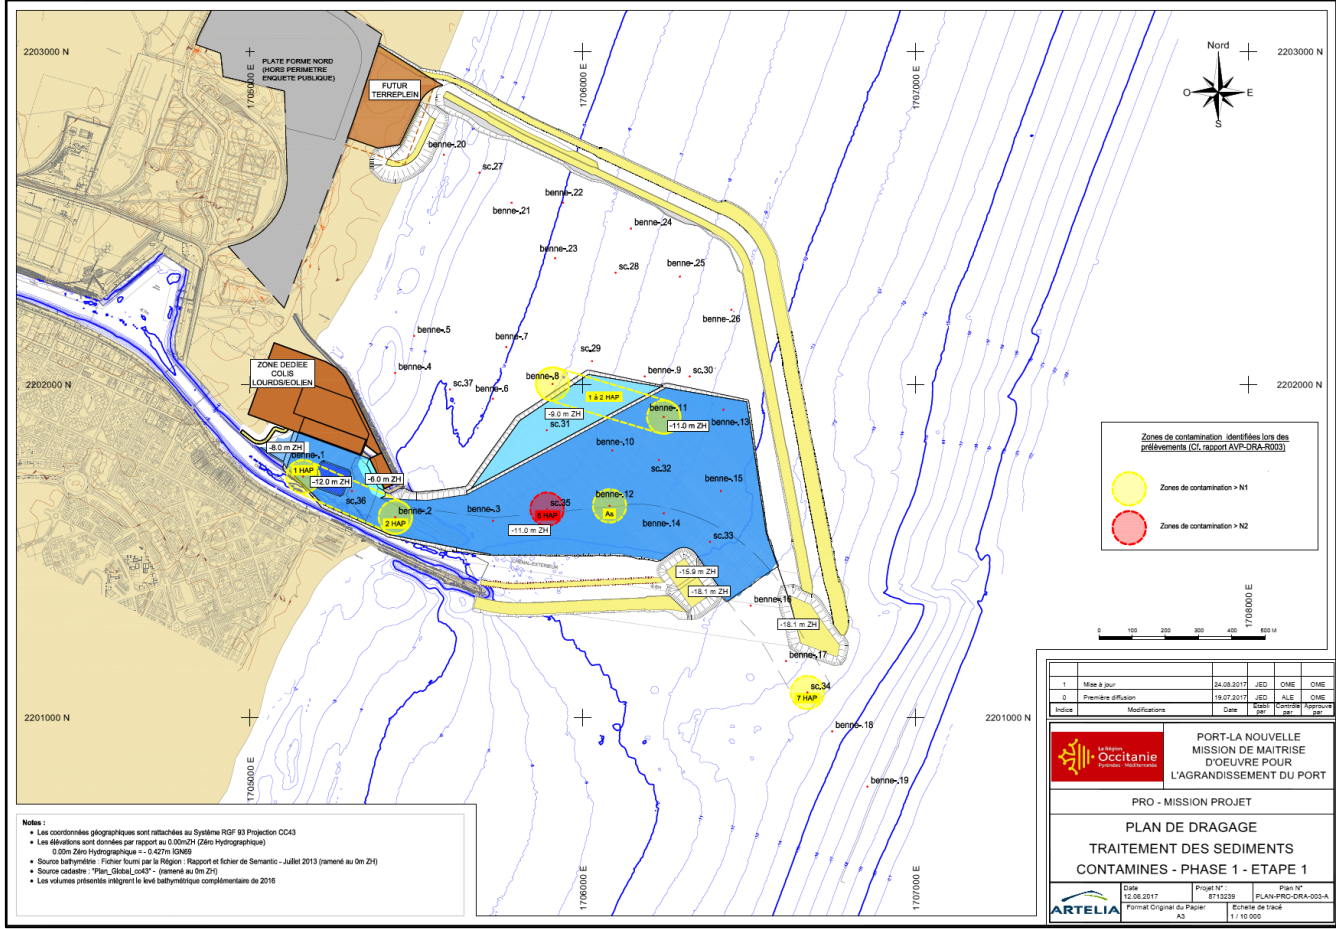 2203000 N
PLATE FORME NORD
(HORS PERIMETRE
ENQUETE PUBLIQUE)
1705000 E
FUTUR
TERREPLEIN
1706000 E
1707000 E
Nord
O
E
S
2203000 N
benne-.20
sc.27
benne-.22
benne-.21
benne-.24
benne-.23
sc.28
benne-.25
benne-.26
benne-.5
benne-.7
sc.29
benne-.4
ZONE DEDIEE
COLIS
LOURDS/EOLIEN
2202000 N
sc.37
benne-.6
benne-.8
benne-.9
sc.30
2202000 N
1 à 2 HAP
-9.0 m ZH
benne-.11
sc.31
-11.0 m ZH
benne-.13
benne-.10
-8.0 m ZH
benne-.1
1 HAP
-12.0 m ZH
-6.0 m ZH
sc.32
benne-.15
sc.36
benne-.2
2 HAP
benne-.3
sc.35
5 HAP
-11.0 m ZH
benne-.12
As
benne-.14
sc.33
CHENAL EXTERIEUR
-15.9 m ZH
-18.1 m ZH
benne-.16
-18.1 m ZH
benne-.17
sc.34
7 HAP
benne-.18
benne-.19
Zones de contamination identifiées lors des
prélèvements (Cf. rapport AVP-DRA-R003)
Zones de contamination > N1
Zones de contamination > N2
1708000 E
0 100 200 300 400 500 M
2201000 N
2201000 N
1705000 E
1706000 E
1707000 E
Notes :
• Les coordonnées géographiques sont rattachées au Système RGF 93 Projection CC43
• Les élévations sont données par rapport au 0.00mZH (Zéro Hydrographique)
0.00m Zéro Hydrographique = - 0.427m IGN69
• Source bathymétrie : Fichier fourni par la Région : Rapport et fichier de Semantic - Juillet 2013 (ramené au 0m ZH)
• Source cadastre : "Plan_Global_cc43" - (ramené au 0m ZH)
• Les volumes présentés intègrent le levé bathymétrique complémentaire de 2016
1 Mise à jour 24.08.2017 JED OME OME
0 Première diffusion 19.07.2017 JED ALE OME
Indice Modifications Date Etabli par Contrôlé par Approuvé par
La Région
Occitanie
Pyrénées - Méditerranée
PORT-LA NOUVELLE
MISSION DE MAITRISE
D'OEUVRE POUR
L'AGRANDISSEMENT DU PORT
PRO - MISSION PROJET
PLAN DE DRAGAGE
TRAITEMENT DES SEDIMENTS
CONTAMINES - PHASE 1 - ETAPE 1
ARTELIA
Date
12.06.2017
Projet N° :
8713239
Plan N°
PLAN-PRO-DRA-003-A
Format Original du Papier
A3
Echelle de tracé
1 / 10 000